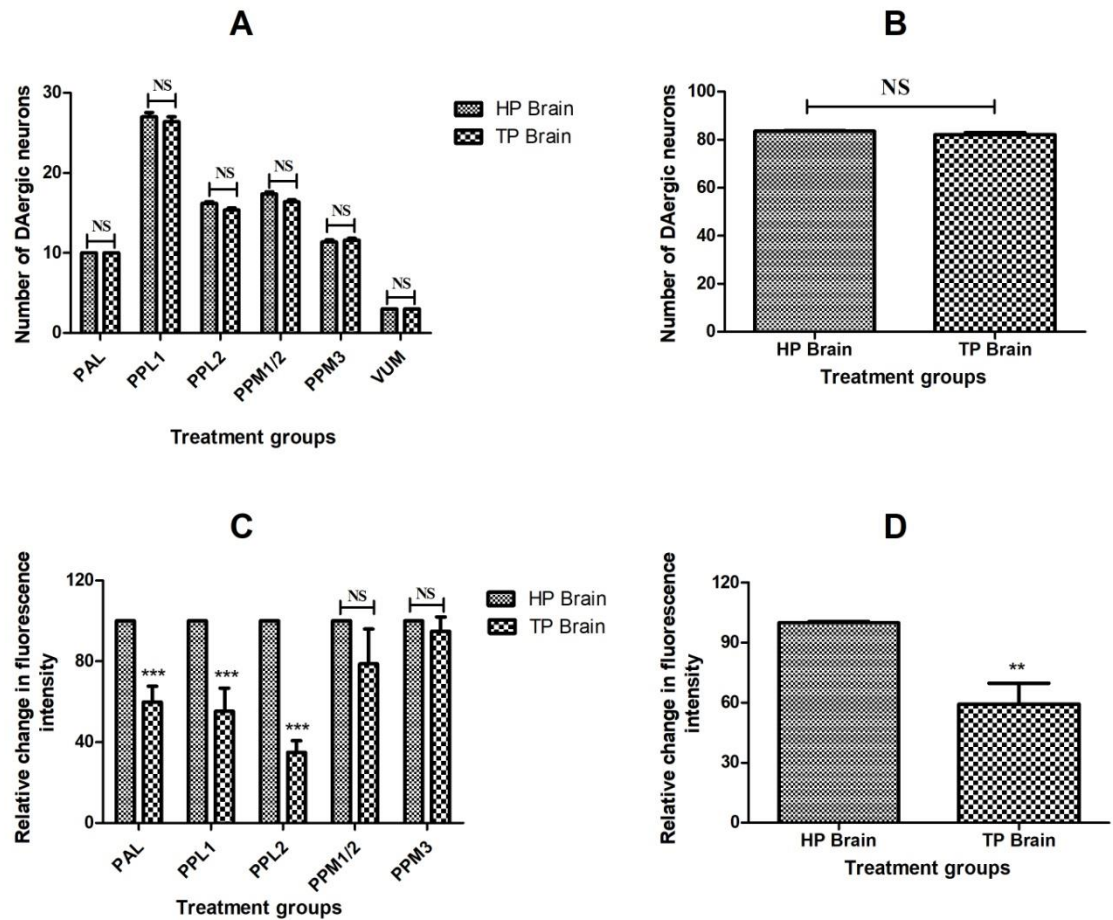 A
Number of DAergic neurons
30
20
10
0
NS
NS
NS
NS
NS
NS
PAL
PPL1
PPL2
PPM1/2
PPM3
VUM
Treatment groups
HP Brain
TP Brain
B
Number of DAergic neurons
100
80
60
40
20
0
NS
HP Brain
TP Brain
Treatment groups
C
Relative change in fluorescence
intensity
120
80
40
0
***
***
***
NS
NS
PAL
PPL1
PPL2
PPM1/2
PPM3
Treatment groups
HP Brain
TP Brain
D
Relative change in fluorescence
intensity
120
90
60
30
0
**
HP Brain
TP Brain
Treatment groups